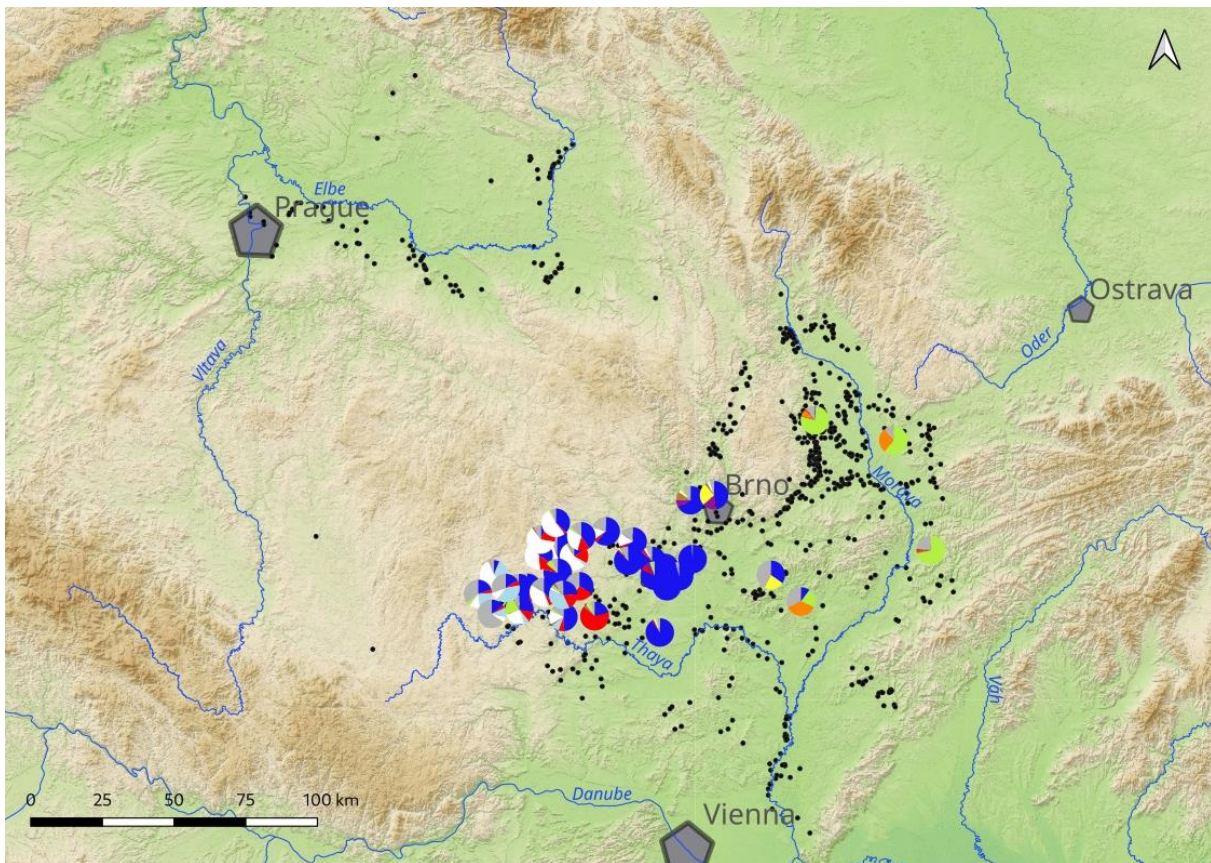 Elbe
Prague
Ostrava
Oder
Vltava
Morava
Brno
Thaya
Váh
0 25 50 75 100 km
Danube
Vienna